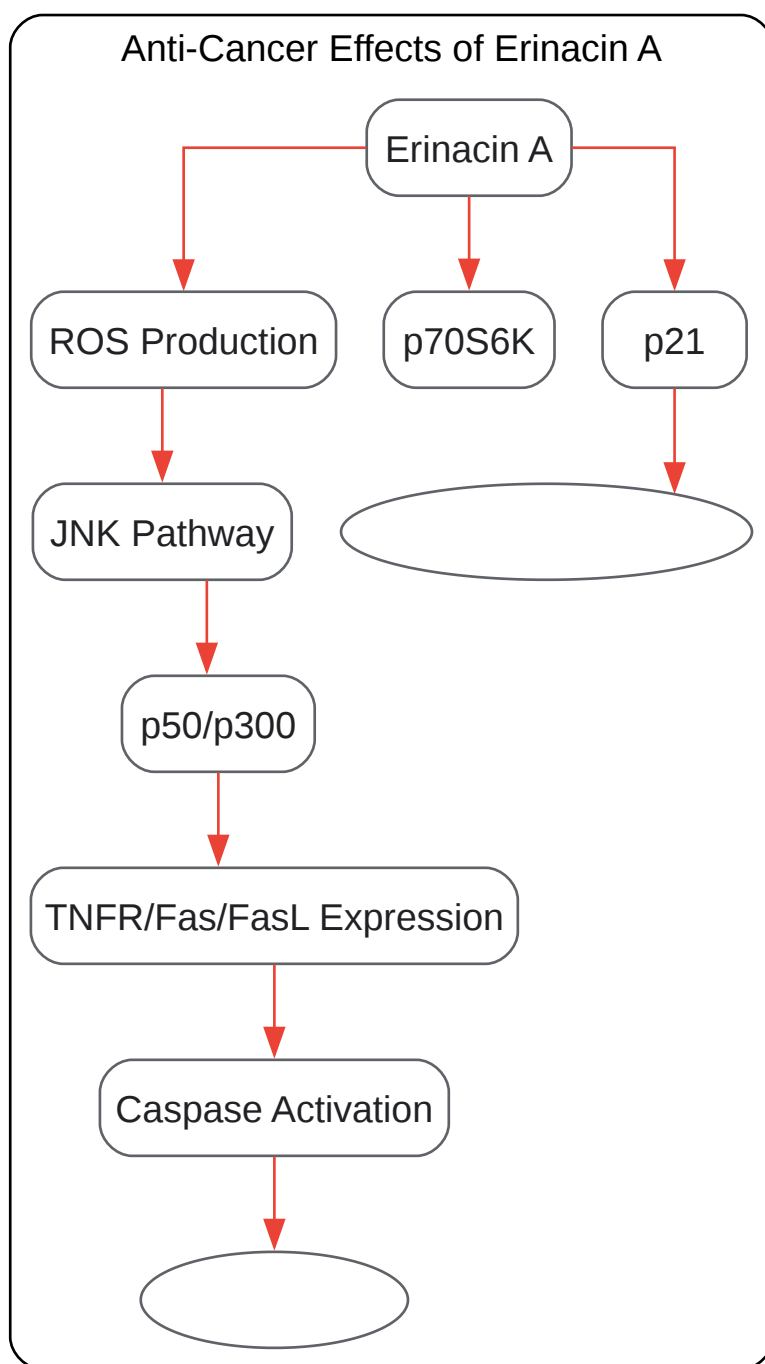 Anti-Cancer Effects of Erinacin A
Erinacin A
ROS Production
p70S6K
p21
JNK Pathway
p50/p300
TNFR/Fas/FasL Expression
Caspase Activation